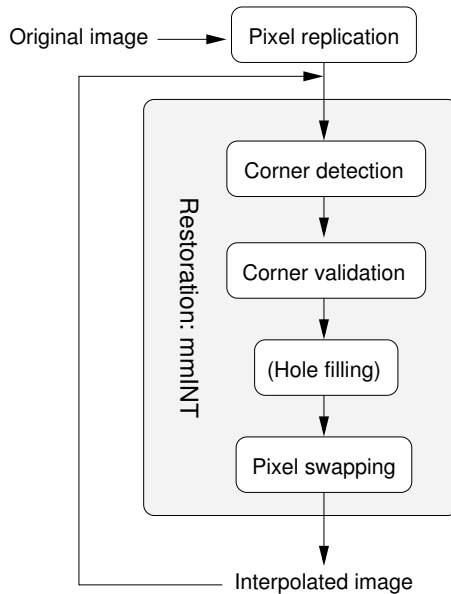 Original image
Pixel replication
Corner detection
Restoration: mmINT
Corner validation
(Hole filling)
Pixel swapping
Interpolated image